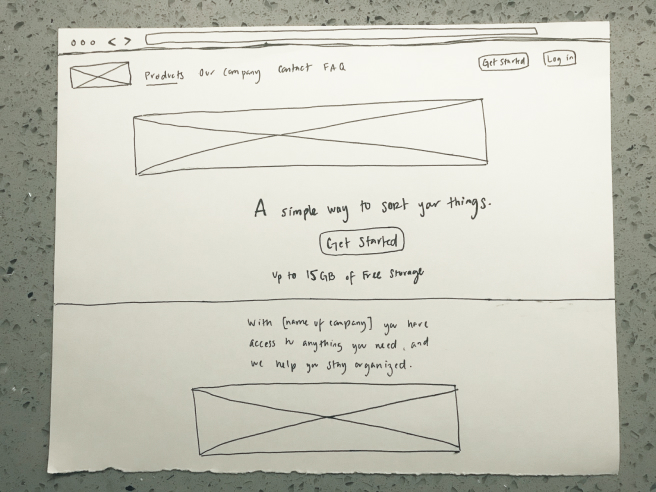 Products Our Company Contact FAQ Get Started Log in
A simple way to sort your things.
Get Started
Up to 15GB of Free Storage
With [name of company] you have
access to anything you need, and
we help you stay organized.